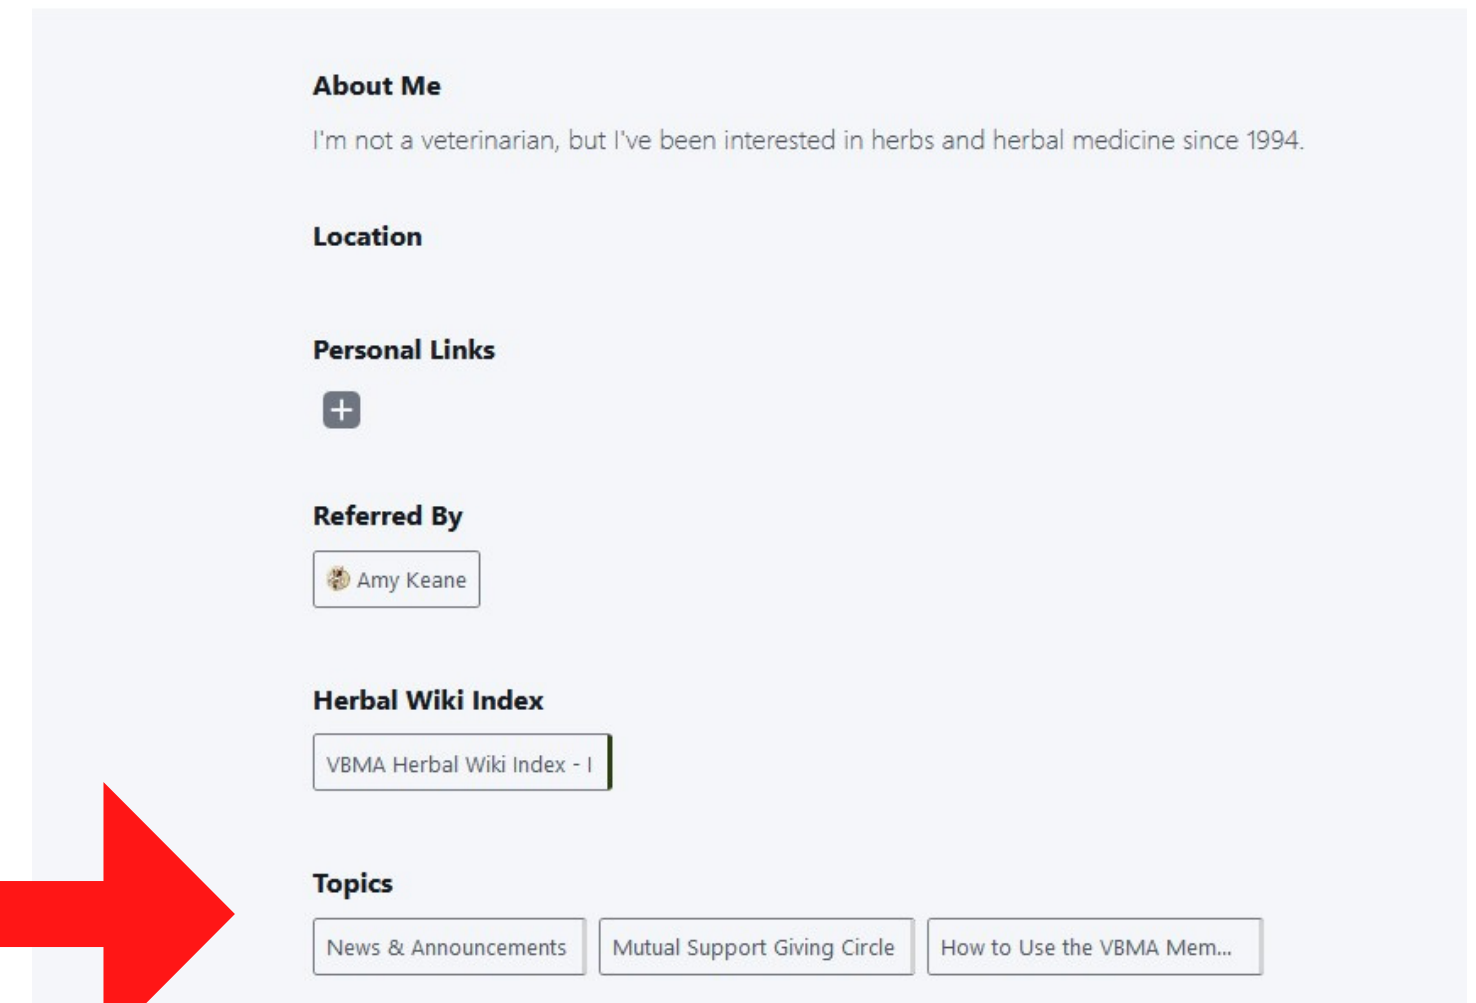 About Me
I'm not a veterinarian, but I've been interested in herbs and herbal medicine since 1994.
Location
Personal Links
Referred By
Amy Keane
Herbal Wiki Index
VBMA Herbal Wiki Index - I
Topics
News & Announcements Mutual Support Giving Circle How to Use the VBMA Mem...